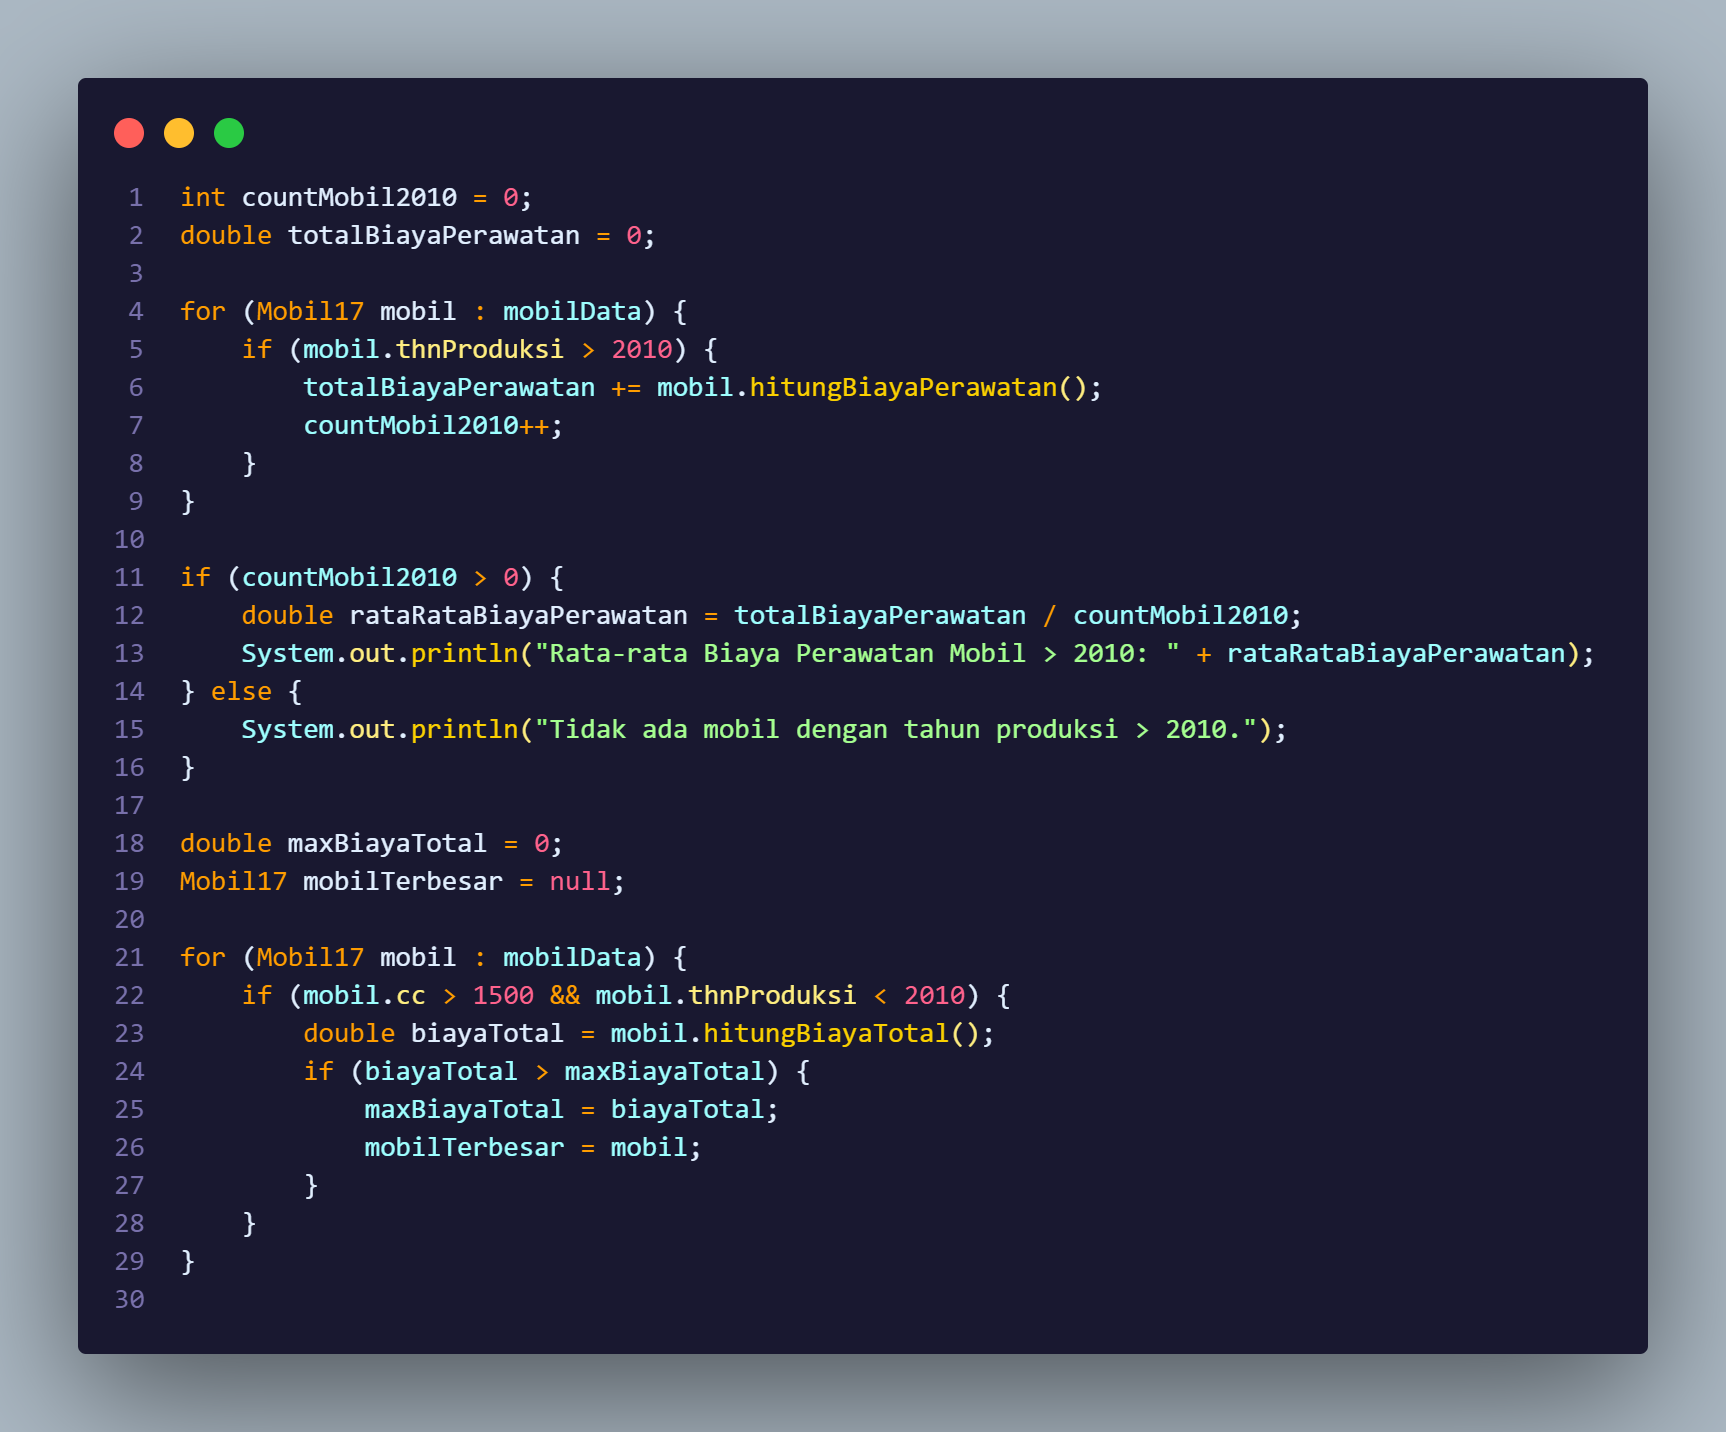 1 int countMobil2010 = 0;
2 double totalBiayaPerawatan = 0;
3
4 for (Mobil17 mobil : mobilData) {
5     if (mobil.thnProduksi > 2010) {
6         totalBiayaPerawatan += mobil.hitungBiayaPerawatan();
7         countMobil2010++;
8     }
9 }
10
11 if (countMobil2010 > 0) {
12     double rataRataBiayaPerawatan = totalBiayaPerawatan / countMobil2010;
13     System.out.println("Rata-rata Biaya Perawatan Mobil > 2010: " + rataRataBiayaPerawatan);
14 } else {
15     System.out.println("Tidak ada mobil dengan tahun produksi > 2010.");
16 }
17
18 double maxBiayaTotal = 0;
19 Mobil17 mobilTerbesar = null;
20
21 for (Mobil17 mobil : mobilData) {
22     if (mobil.cc > 1500 && mobil.thnProduksi < 2010) {
23         double biayaTotal = mobil.hitungBiayaTotal();
24         if (biayaTotal > maxBiayaTotal) {
25             maxBiayaTotal = biayaTotal;
26             mobilTerbesar = mobil;
27         }
28     }
29 }
30